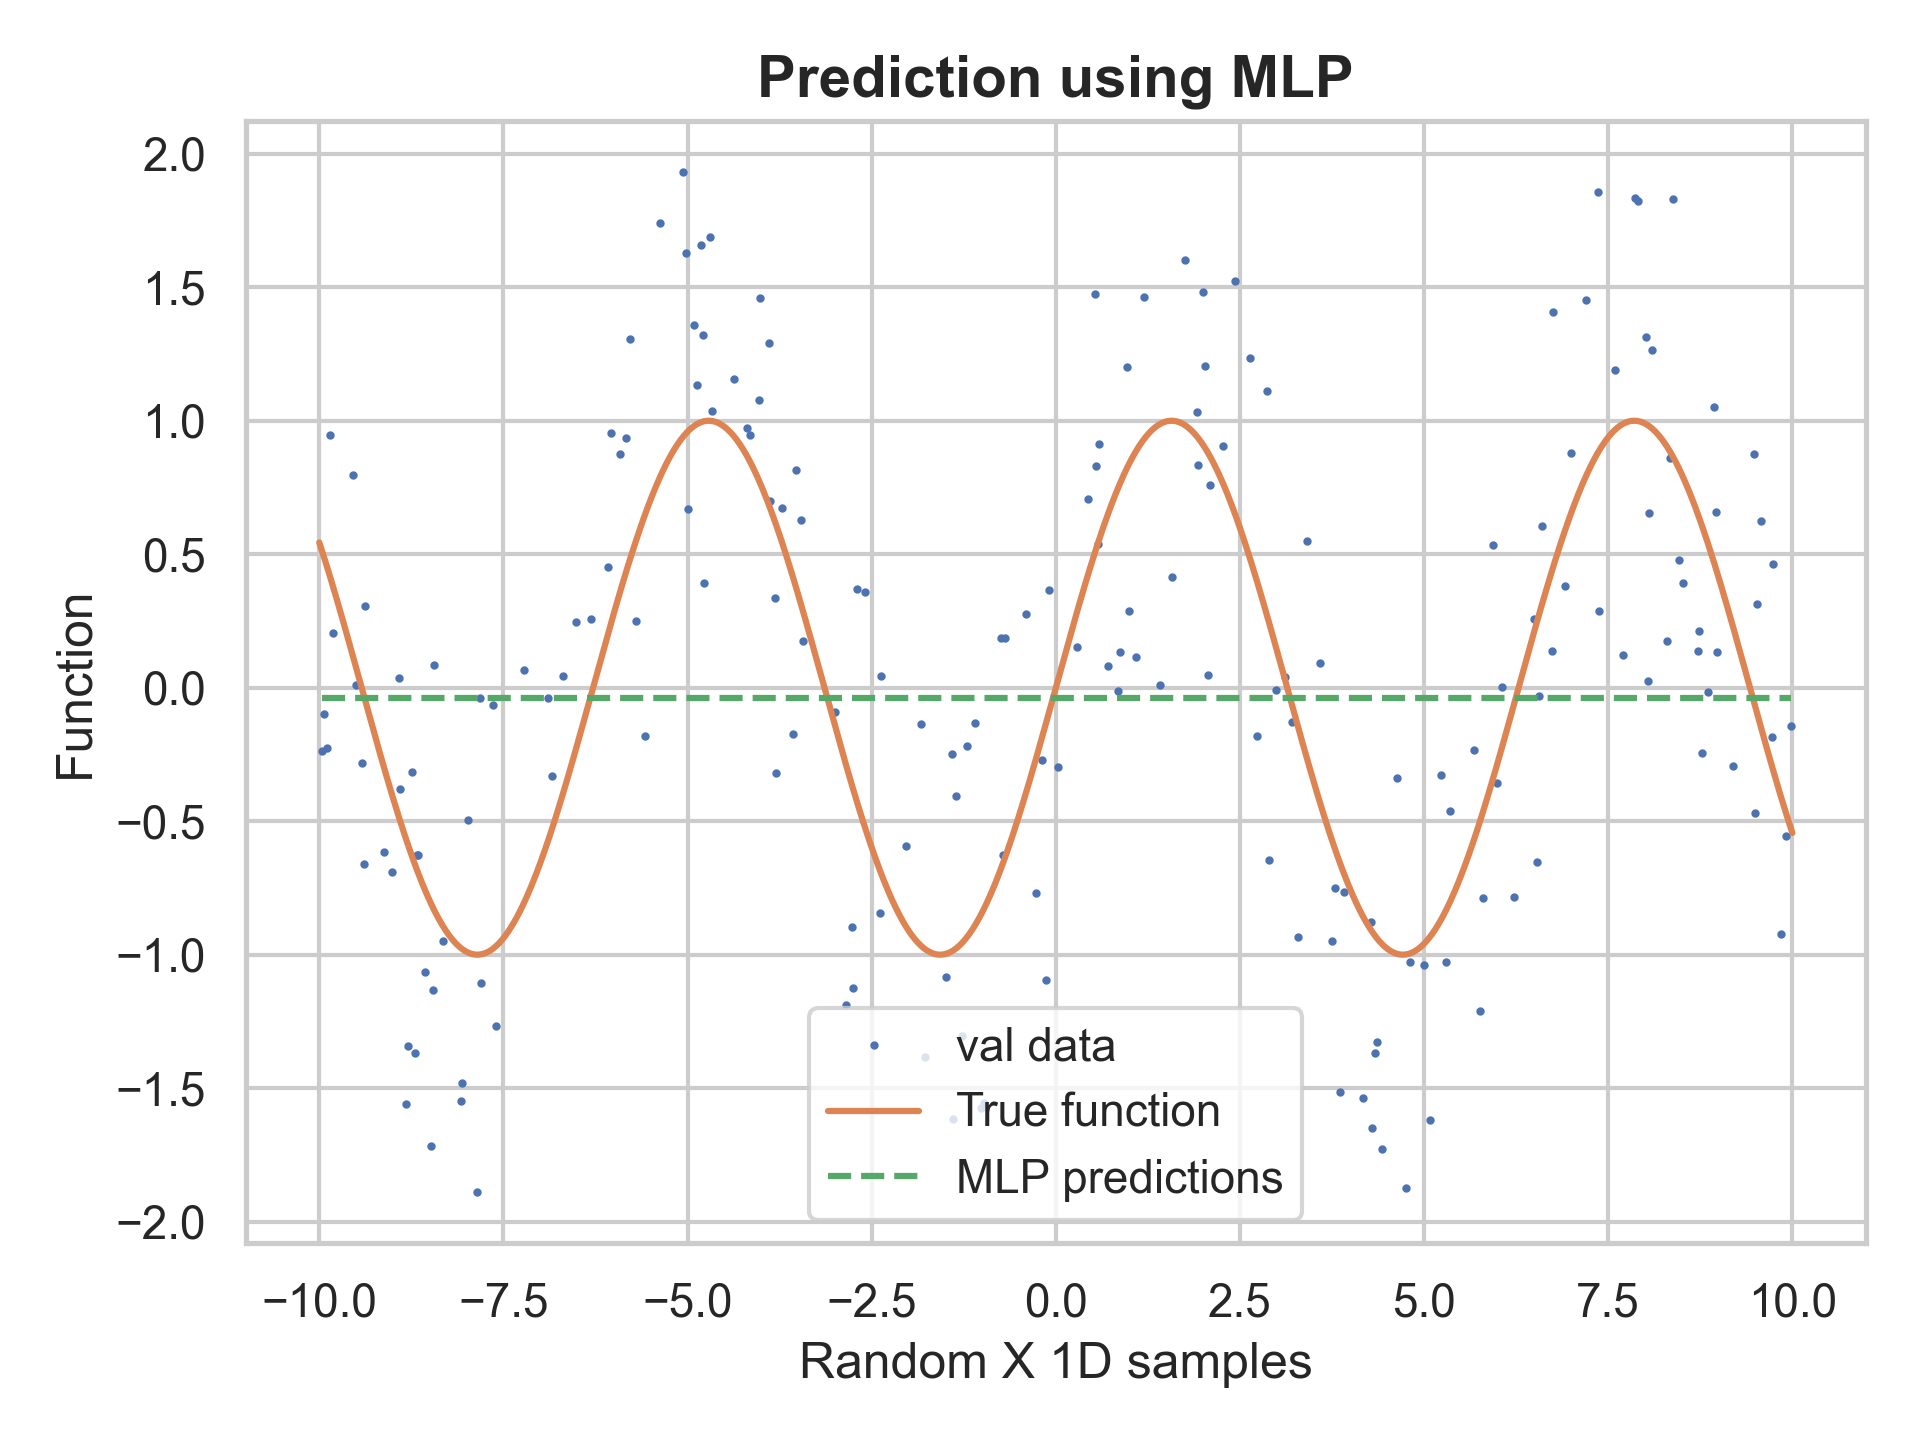 Prediction using MLP
2.0
1.5
1.0
0.5
0.0
−0.5
−1.0
−1.5
−2.0
Function
val data
True function
MLP predictions
−10.0 −7.5 −5.0 −2.5 0.0 2.5 5.0 7.5 10.0
Random X 1D samples